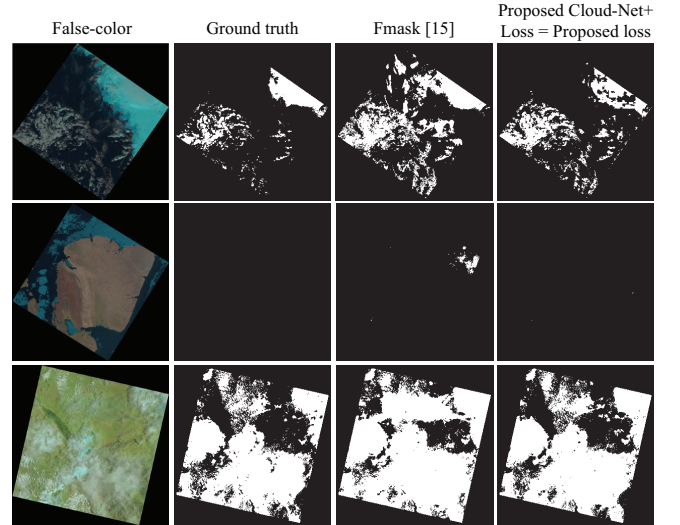 False-color
Ground truth
Fmask [15]
Proposed Cloud-Net+
Loss = Proposed loss